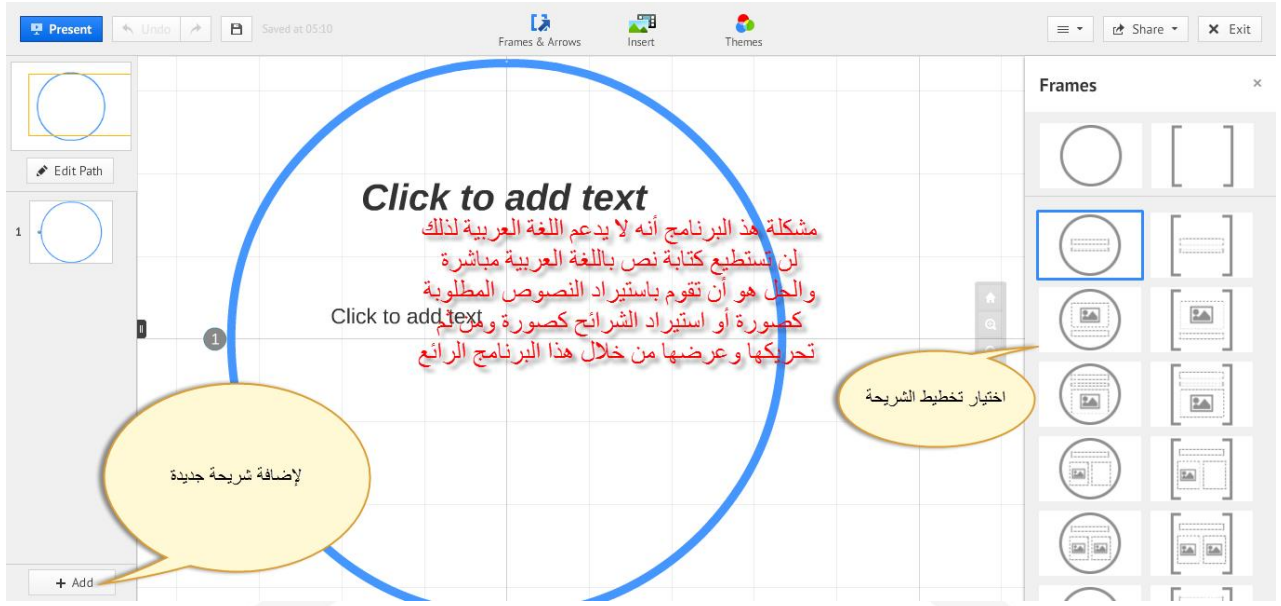 Present
Undo
Saved at 05:10
Frames & Arrows
Insert
Themes
Share
Exit
Edit Path
1
Frames
Click to add text
مشكلة هذ البرنامج أنه لا يدعم اللغة العربية لذلك
لن تستطيع كتابة نص باللغة العربية مباشرة
والحل هو أن تقوم باستيراد النصوص المطلوبة
Click to add text
كصورة أو استيراد الشرائح كصورة ومن ثم
1
تحريكها وعرضها من خلال هذا البرنامج الرائع
اختيار تخطيط الشريحة
لإضافة شريحة جديدة
+ Add